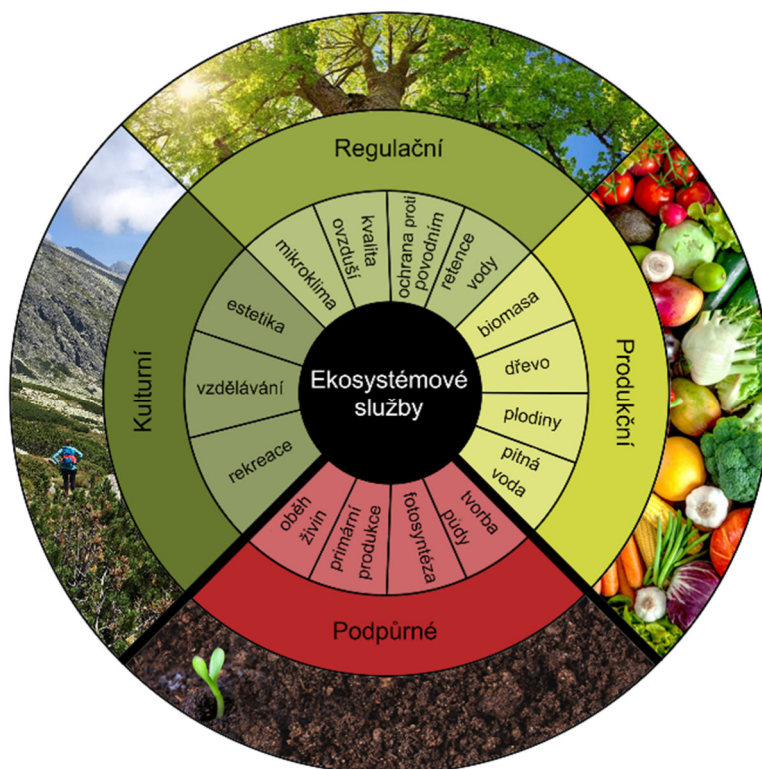 Regulační
mikroklima
kvalita
ovzduší
ochrana proti
povodním
retence
vody
Produkční
biomasa
dřevo
plodiny
pitná
voda
Podpůrné
tvorba
půdy
fotosyntéza
primární
produkce
oběh
živin
Kulturní
rekreace
vzdělávání
estetika
Ekosystémové
služby